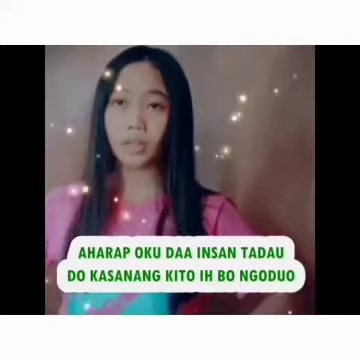 AHARAP OKU DAA INSAN TADAU
DO KASANANG KITO IH BO NGODUO